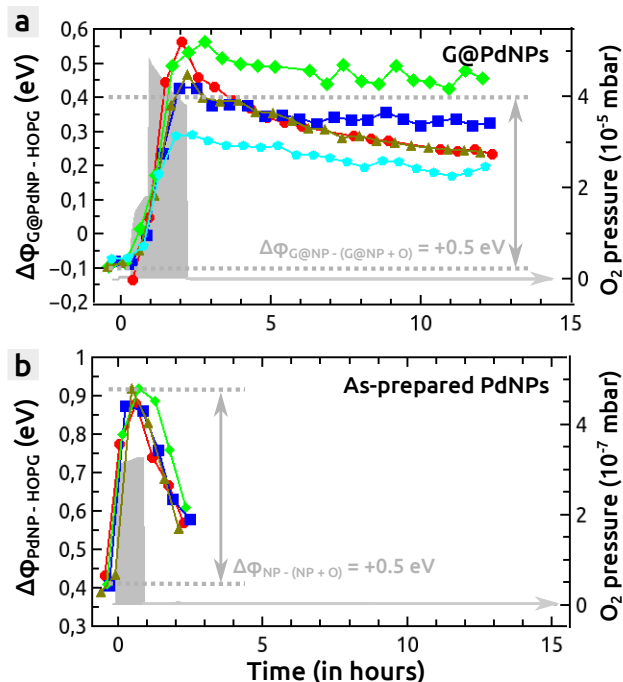 a
G@PdNPs
ΔΦG@PdNP - HOPG (eV)
0,6
0,5
0,4
0,3
0,2
0,1
0
−0,1
−0,2
ΔΦG@NP - (G@NP + O) = +0.5 eV
4
2
0
O2 pressure (10-5 mbar)
0 5 10 15
b
As-prepared PdNPs
ΔΦPdNP - HOPG (eV)
1
0,9
0,8
0,7
0,6
0,5
0,4
0,3
ΔΦNP - (NP + O) = +0.5 eV
4
2
0
O2 pressure (10-7 mbar)
0 5 10 15
Time (in hours)